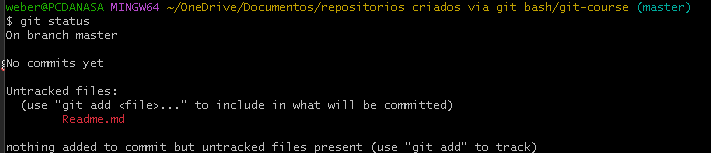 weber@PCDANASA MINGW64 ~/OneDrive/Documentos/repositorios criados via git bash/git-course (master)
$ git status
On branch master
No commits yet
Untracked files:
(use "git add <file>..." to include in what will be committed)
Readme.md
nothing added to commit but untracked files present (use "git add" to track)